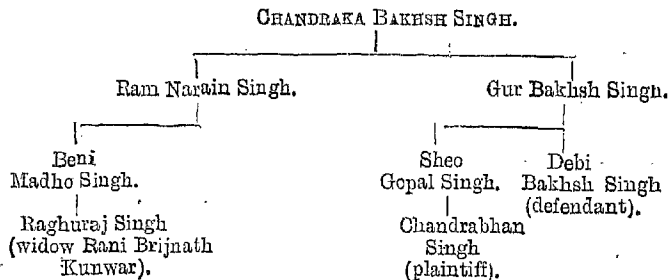 CHANDRAKA BAKHSH SINGH.
Ram Narain Singh. Gur Bakhsh Singh.
Beni Sheo Debi
Madho Singh. Gopal Singh. Bakhsh Singh
(defendant).
Raghuraj Singh Chandrabhan
(widow Rani Brijnath Singh
Kunwar). (plaintiff).